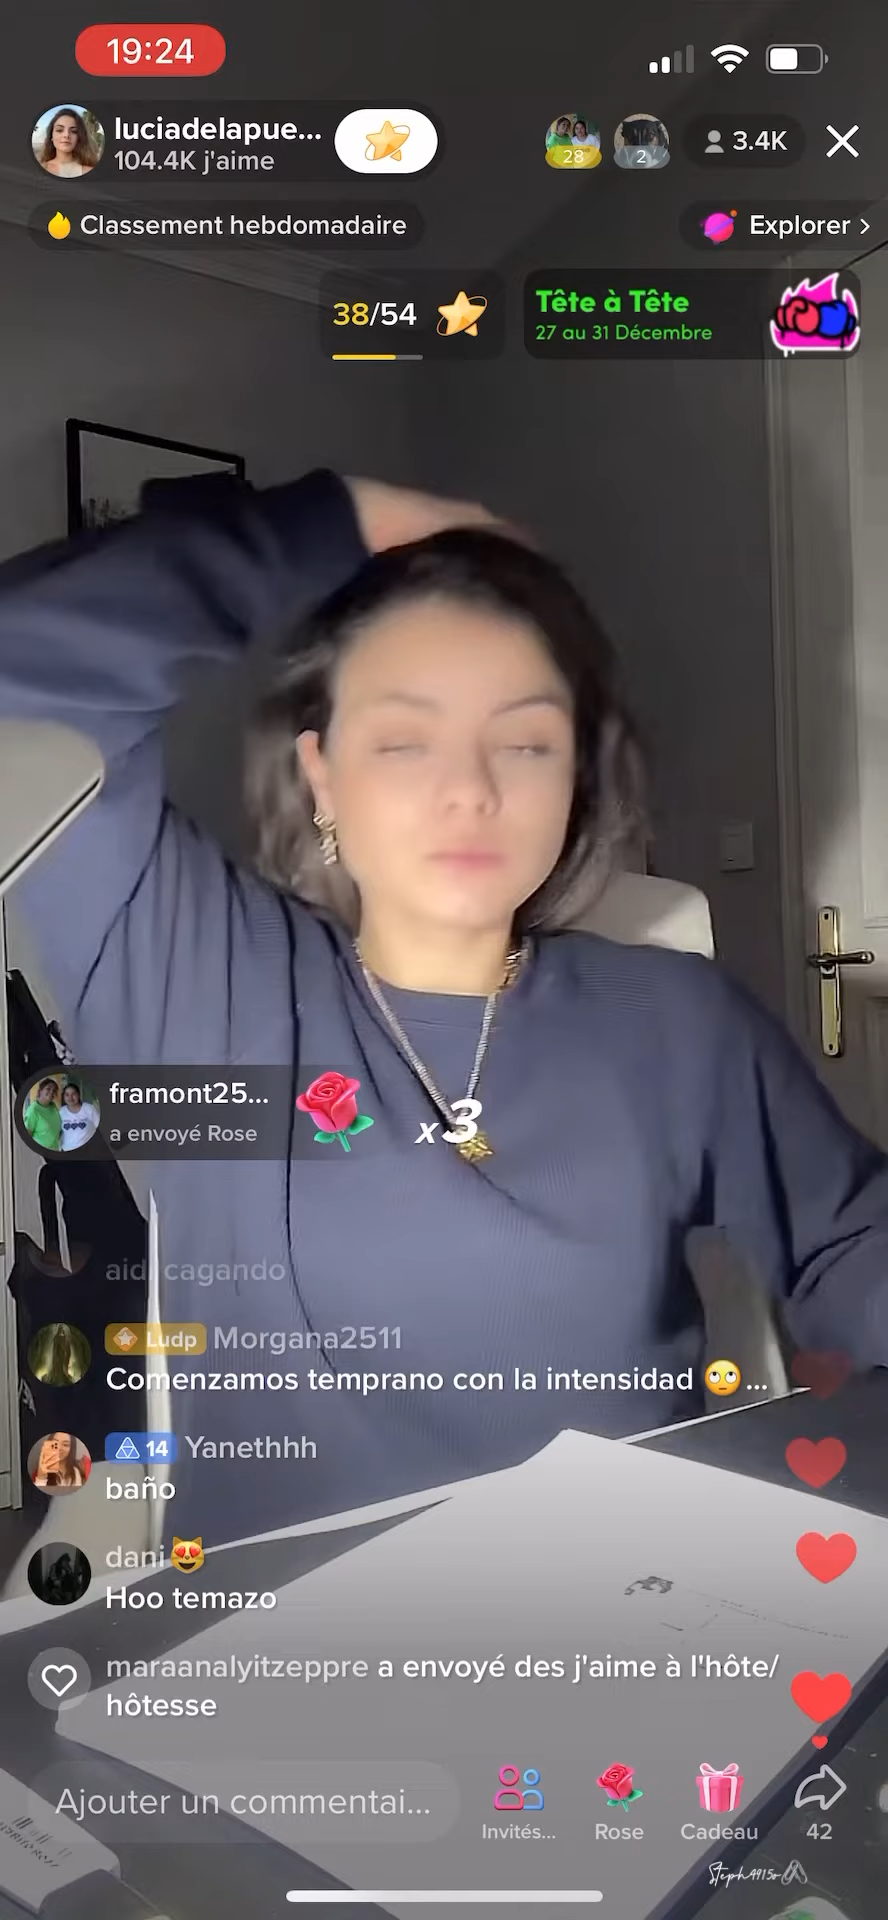 19:24
luciadelapue...
104.4K j'aime
28
2
3.4K
Classement hebdomadaire
Explorer >
38/54
Tête à Tête
27 au 31 Décembre
framont25...
a envoyé Rose
x3
cagando
Ludp Morgana2511
Comenzamos temprano con la intensidad 🙄...
14 Yanethhh
baño
dani😻
Hoo temazo
maraanalyitzeppre a envoyé des j'aime à l'hôte/
hôtesse
Ajouter un commentai...
Invités...
Rose
Cadeau
42
Steph4915